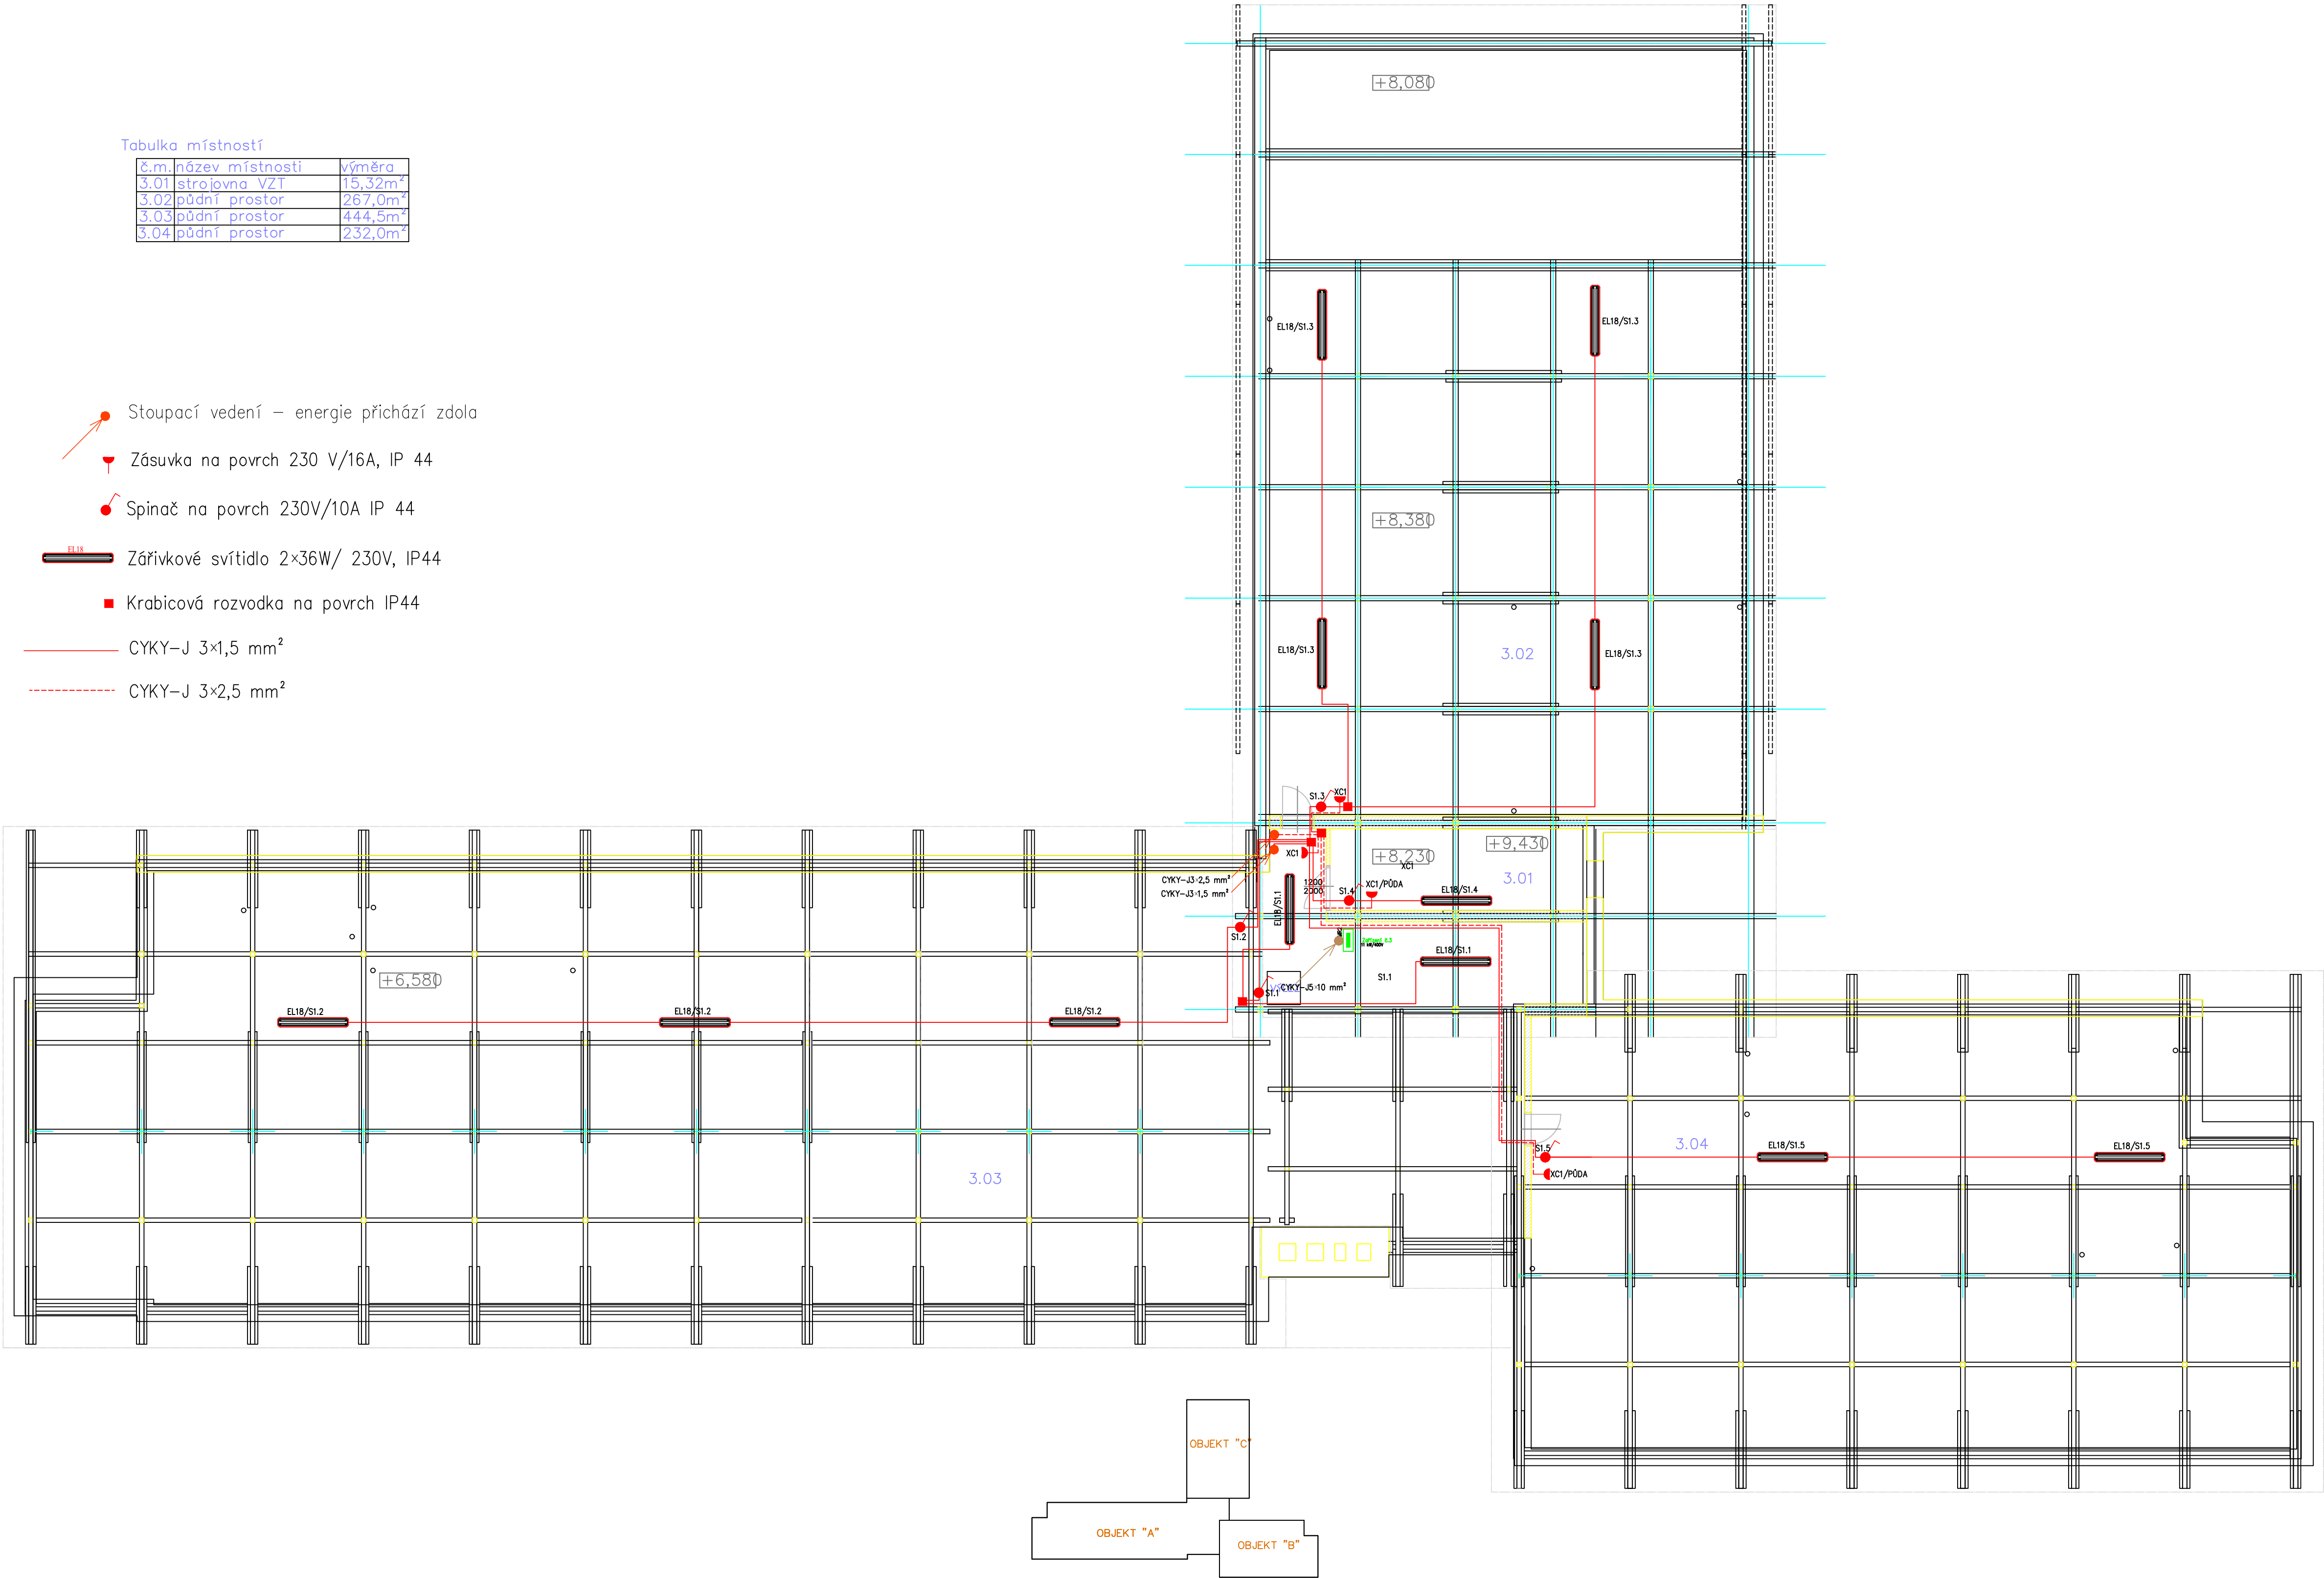 Tabulka místností
č.m. název místnosti výměra
3.01 strojovna VZT 15,32m²
3.02 půdní prostor 267,0m²
3.03 půdní prostor 444,5m²
3.04 půdní prostor 232,0m²
Stoupací vedení – energie přichází zdola
Zásuvka na povrch 230 V/16A, IP 44
Spinač na povrch 230V/10A IP 44
EL18
Zářivkové svítidlo 2×36W/ 230V, IP44
Krabicová rozvodka na povrch IP44
CYKY–J 3×1,5 mm²
CYKY–J 3×2,5 mm²
+8,080
EL18/S1.3
EL18/S1.3
+8,380
EL18/S1.3
3.02
EL18/S1.3
S1.3
XC1
XC1
+8,230
XC1
+9,430
3.01
CYKY-J3×2,5 mm²
CYKY-J3×1,5 mm²
1200
2000
S1.4
XC1/PŮDA
EL18/S1.4
EL18/S1.1
S1.2
EL18/S1.1
S1.1
S1.1
CYKY-J5×10 mm²
+6,580
EL18/S1.2
EL18/S1.2
EL18/S1.2
3.03
S1.5
XC1/PŮDA
3.04
EL18/S1.5
EL18/S1.5
OBJEKT "C"
OBJEKT "A"
OBJEKT "B"